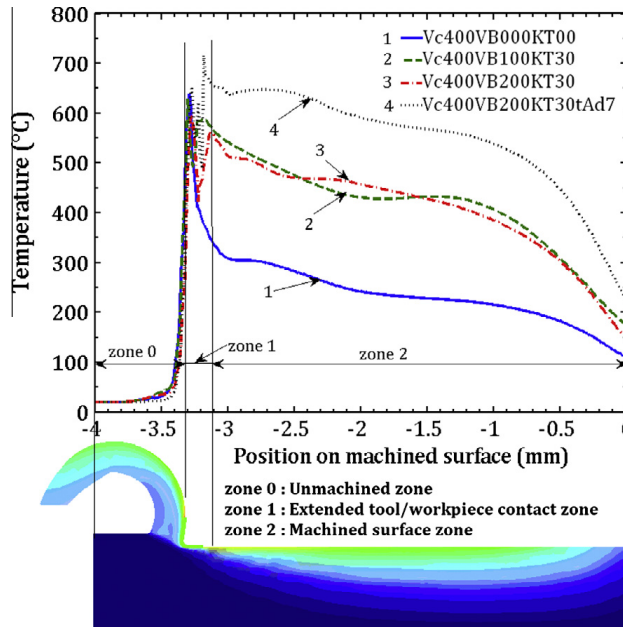 800
700
600
500
400
300
200
100
0
Temperature (°C)
1 Vc400VB000KT00
2 Vc400VB100KT30
3 Vc400VB200KT30
4 Vc400VB200KT30tAd7
4
3
2
1
zone 0
zone 1
zone 2
-4 -3.5 -3 -2.5 -2 -1.5 -1 -0.5 0
Position on machined surface (mm)
zone 0 : Unmachined zone
zone 1 : Extended tool/workpiece contact zone
zone 2 : Machined surface zone